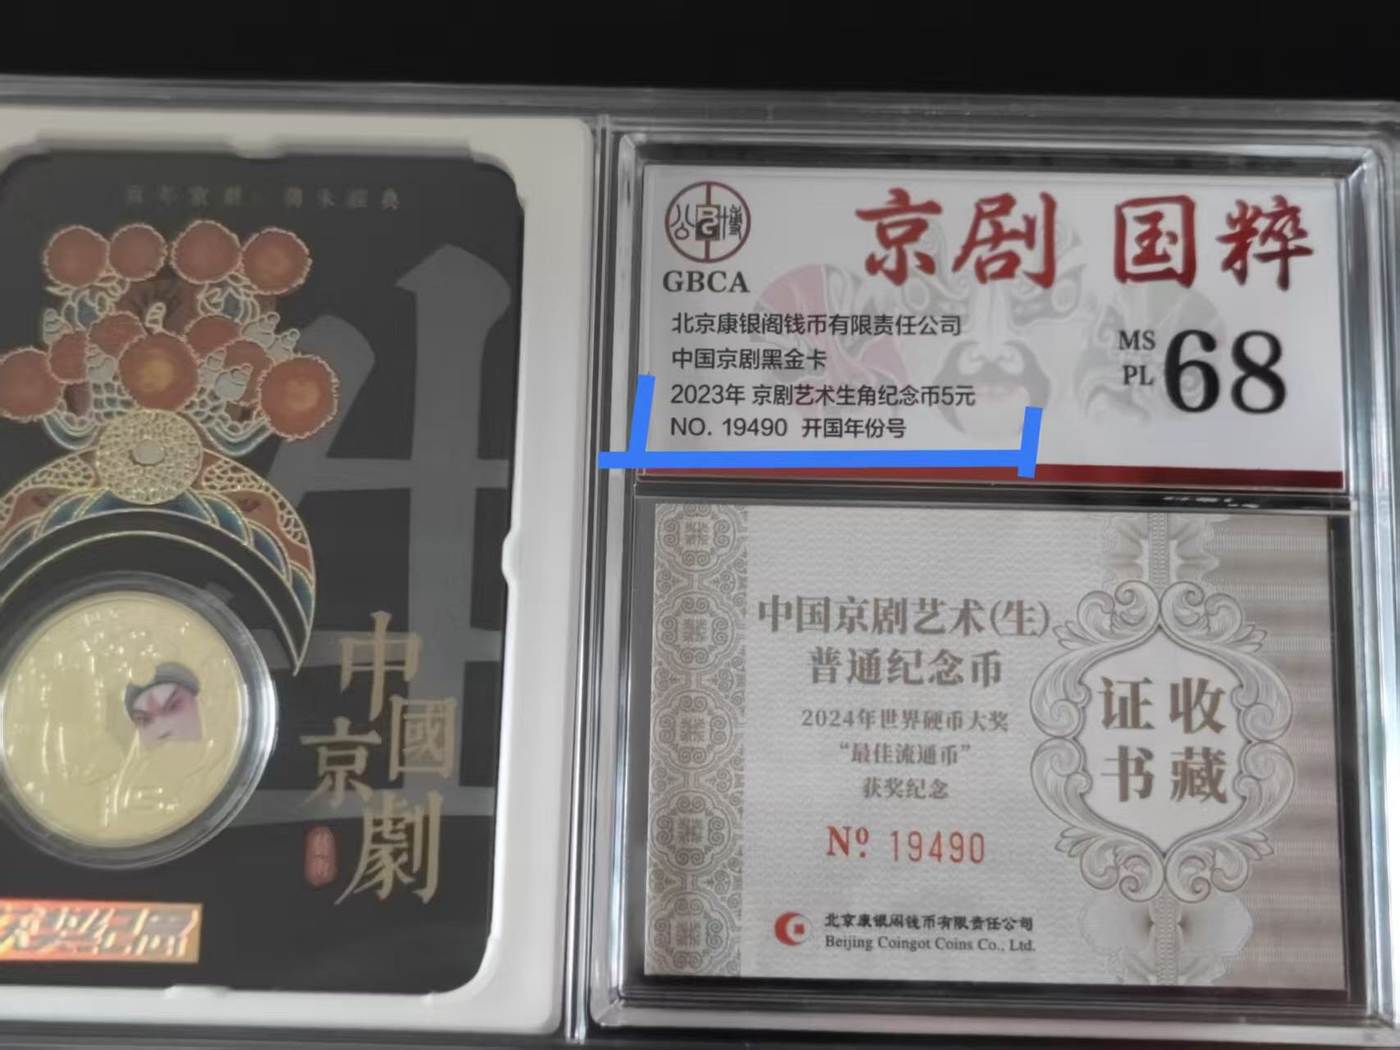 生
中國
京劇
公博
GBCA
京剧 国粹
北京康银阁钱币有限责任公司
中国京剧黑金卡
2023年 京剧艺术生角纪念币5元
NO. 19490 开国年份号
MS
PL 68
中国京剧艺术(生)
普通纪念币
2024年世界硬币大奖
“最佳流通币”
获奖纪念
Nº 19490
收藏
证书
北京康银阁钱币有限责任公司
Beijing Coingot Coins Co., Ltd.